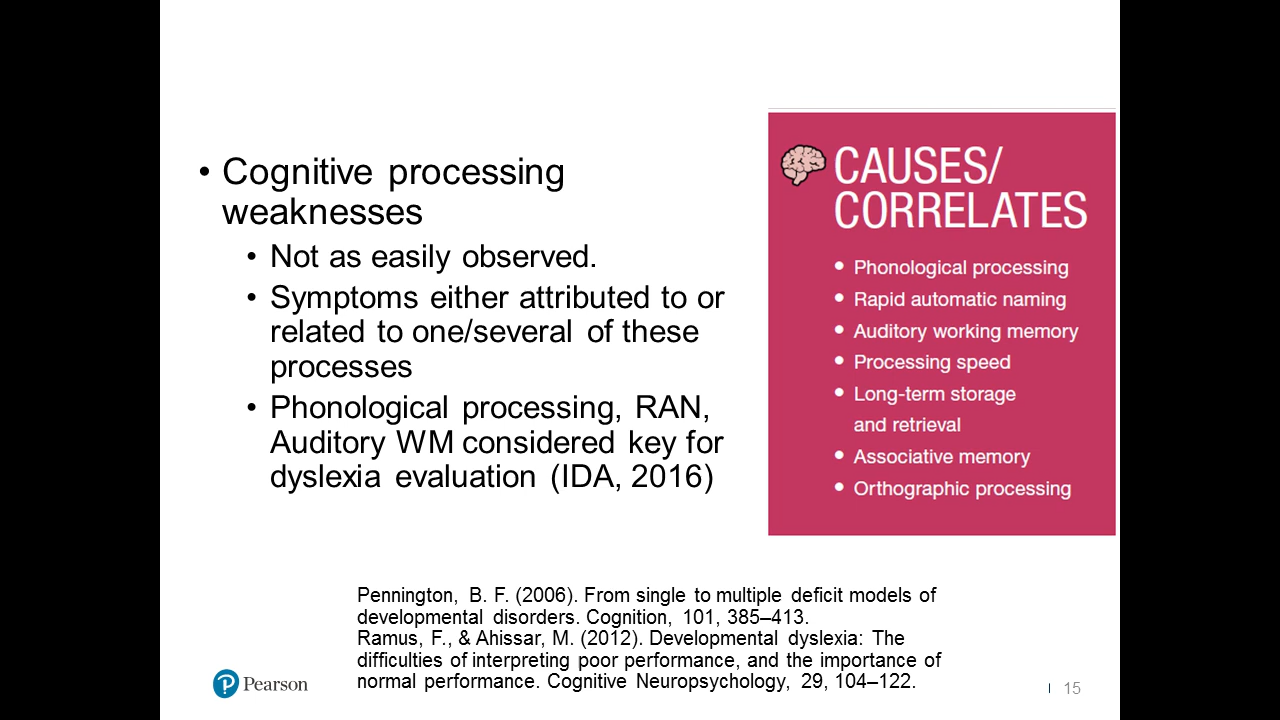 • Cognitive processing
weaknesses
• Not as easily observed.
• Symptoms either attributed to or
related to one/several of these
processes
• Phonological processing, RAN,
Auditory WM considered key for
dyslexia evaluation (IDA, 2016)
CAUSES/
CORRELATES
• Phonological processing
• Rapid automatic naming
• Auditory working memory
• Processing speed
• Long-term storage
and retrieval
• Associative memory
• Orthographic processing
Pennington, B. F. (2006). From single to multiple deficit models of
developmental disorders. Cognition, 101, 385–413.
Ramus, F., & Ahissar, M. (2012). Developmental dyslexia: The
difficulties of interpreting poor performance, and the importance of
normal performance. Cognitive Neuropsychology, 29, 104–122.
Pearson
15